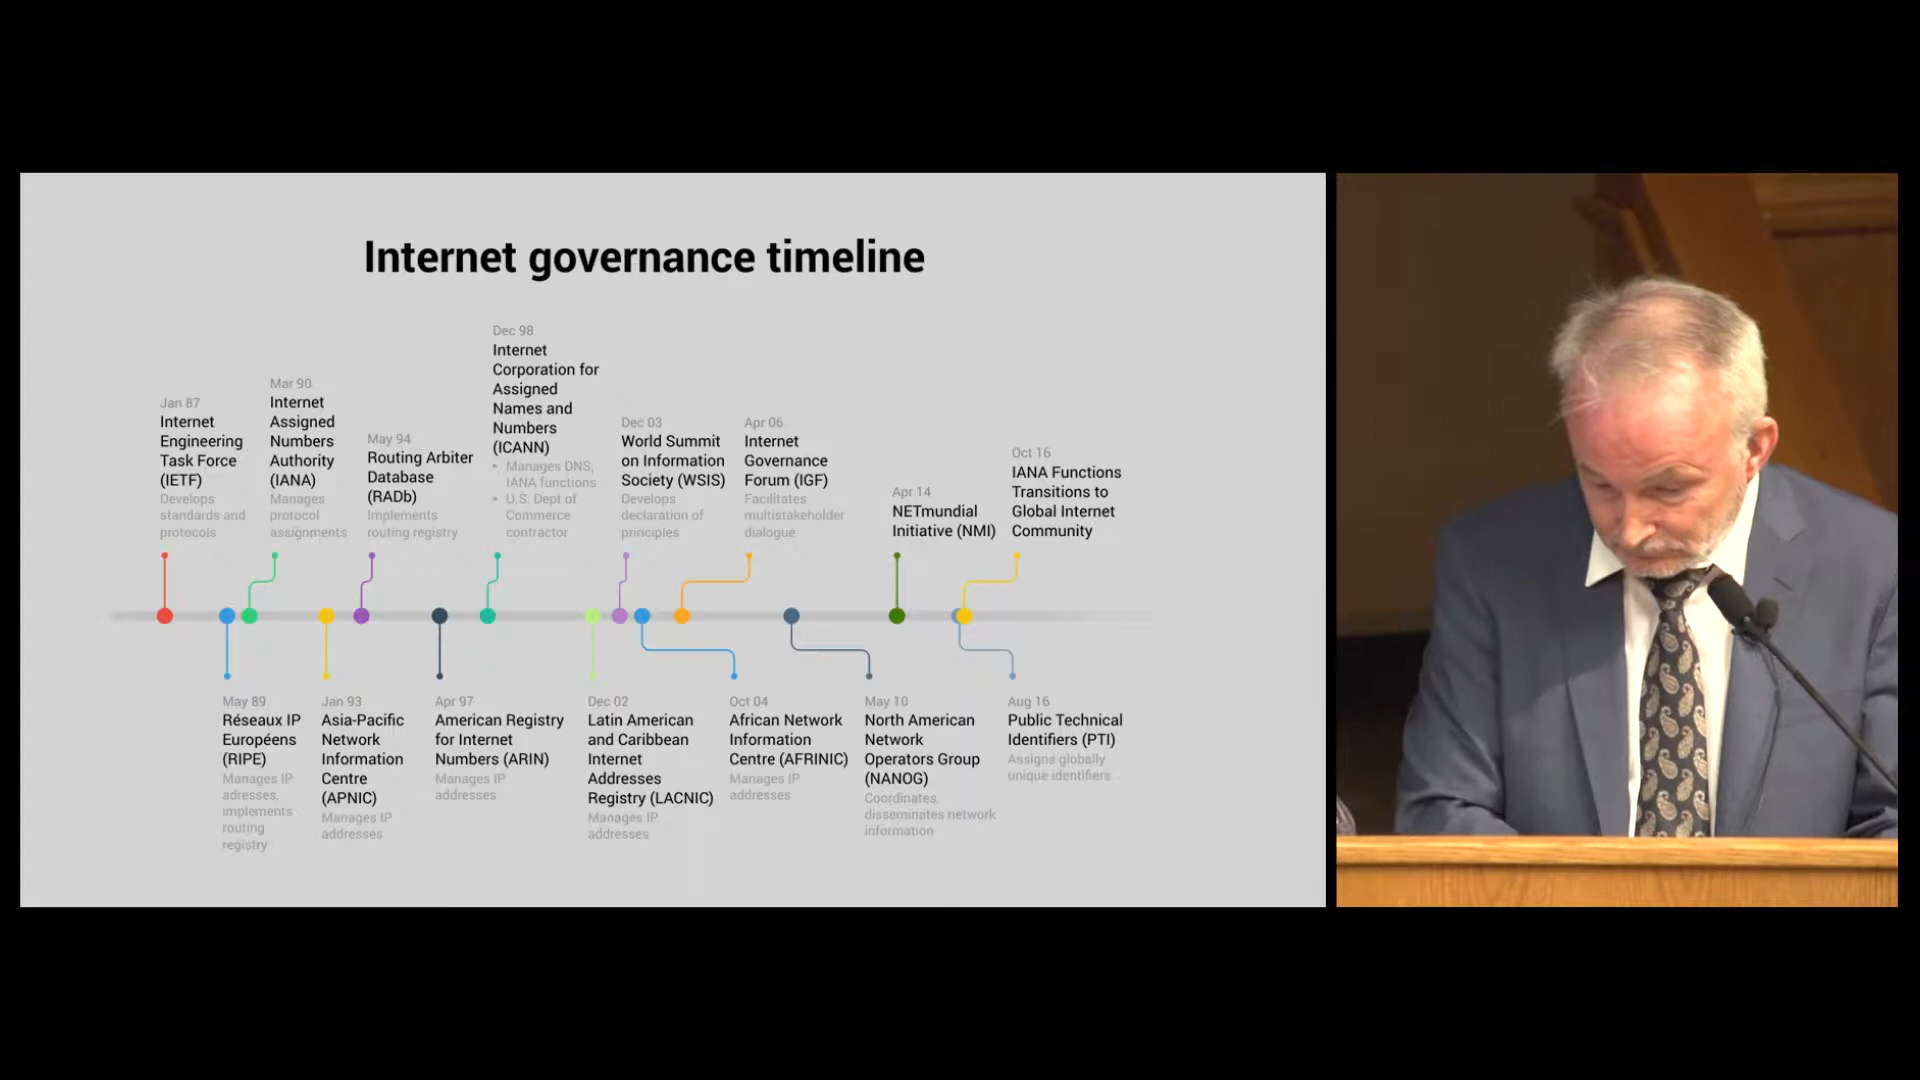 Internet governance timeline
Jan 87
Internet
Engineering
Task Force
(IETF)
Develops
standards and
protocols
Mar 90
Internet
Assigned
Numbers
Authority
(IANA)
Manages
protocol
assignments
May 94
Routing Arbiter
Database
(RADb)
Implements
routing registry
Dec 98
Internet
Corporation for
Assigned
Names and
Numbers
(ICANN)
• Manages DNS,
IANA functions
• U.S. Dept of
Commerce
contractor
Dec 03
World Summit
on Information
Society (WSIS)
Develops
declaration of
principles
Apr 06
Internet
Governance
Forum (IGF)
Facilitates
multistakeholder
dialogue
Apr 14
NETmundial
Initiative (NMI)
Oct 16
IANA Functions
Transitions to
Global Internet
Community
May 89
Réseaux IP
Européens
(RIPE)
Manages IP
adresses,
implements
routing
registry
Jan 93
Asia-Pacific
Network
Information
Centre
(APNIC)
Manages IP
addresses
Apr 97
American Registry
for Internet
Numbers (ARIN)
Manages IP
addresses
Dec 02
Latin American
and Caribbean
Internet
Addresses
Registry (LACNIC)
Manages IP
addresses
Oct 04
African Network
Information
Centre (AFRINIC)
Manages IP
addresses
May 10
North American
Network
Operators Group
(NANOG)
Coordinates,
disseminates network
information
Aug 16
Public Technical
Identifiers (PTI)
Assigns globally
unique identifiers